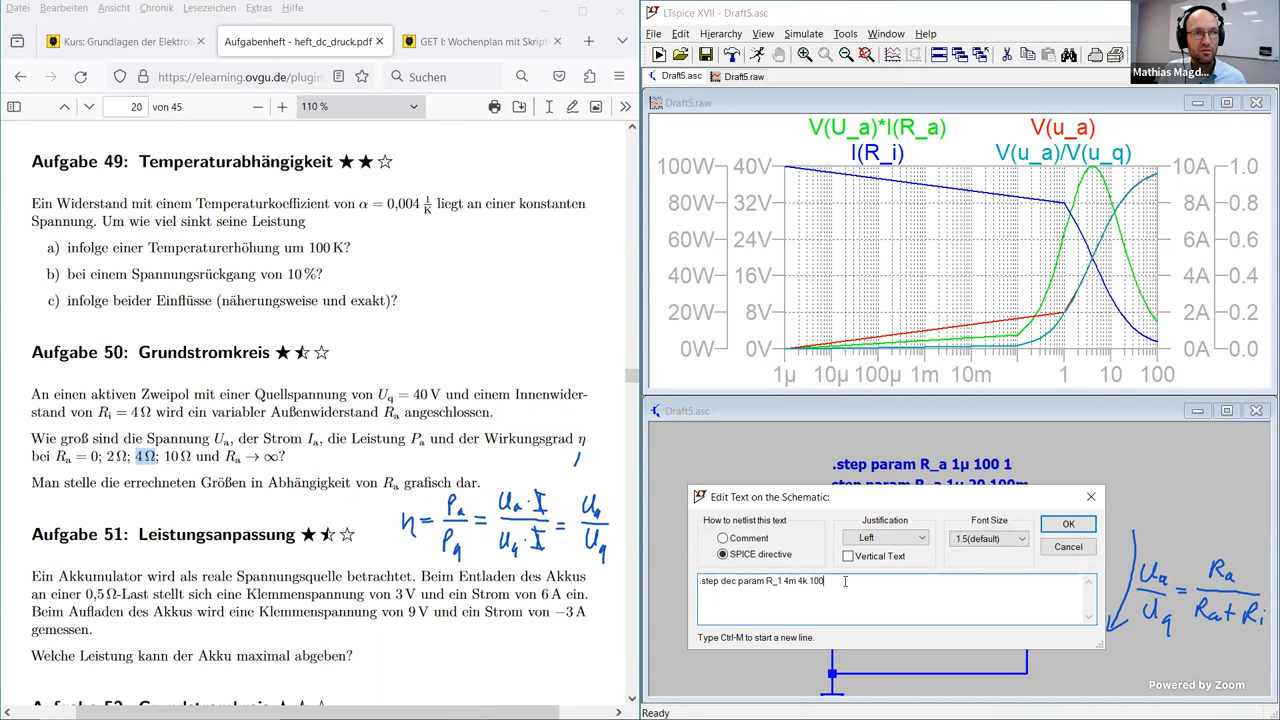 Datei Bearbeiten Ansicht Chronik Lesezeichen Extras Hilfe
Kurs: Grundlagen der Elektrot
Aufgabenheft - heft_dc_druck.pdf
GET I: Wochenplan mit Skript
https://elearning.ovgu.de/plugin
Suchen
20 von 45
110 %
Aufgabe 49: Temperaturabhängigkeit ★★☆
Ein Widerstand mit einem Temperaturkoeffizient von α = 0,004 1/K liegt an einer konstanten
Spannung. Um wie viel sinkt seine Leistung
a) infolge einer Temperaturerhöhung um 100 K?
b) bei einem Spannungsrückgang von 10 %?
c) infolge beider Einflüsse (näherungsweise und exakt)?
Aufgabe 50: Grundstromkreis
An einen aktiven Zweipol mit einer Quellspannung von Uq = 40 V und einem Innenwider-
stand von Ri = 4 Ω wird ein variabler Außenwiderstand Ra angeschlossen.
Wie groß sind die Spannung Ua, der Strom Ia, die Leistung Pa und der Wirkungsgrad η
bei Ra = 0; 2 Ω; 4 Ω; 10 Ω und Ra → ∞?
Man stelle die errechneten Größen in Abhängigkeit von Ra grafisch dar.
η = Pa/Pq = Ua · I/Uq · I = Ua/Uq
Aufgabe 51: Leistungsanpassung
Ein Akkumulator wird als reale Spannungsquelle betrachtet. Beim Entladen des Akkus
an einer 0,5 Ω-Last stellt sich eine Klemmenspannung von 3 V und ein Strom von 6 A ein.
Beim Aufladen des Akkus wird eine Klemmenspannung von 9 V und ein Strom von −3 A
gemessen.
Welche Leistung kann der Akku maximal abgeben?
LTspice XVII - Draft5.asc
File Edit Hierarchy View Simulate Tools Window Help
Draft5.asc Draft5.raw
Mathias Magd...
Draft5.raw
V(U_a)*I(R_a) V(u_a)
I(R_i) V(u_a)/V(u_q)
100W 40V 10A 1.0
80W 32V 8A 0.8
60W 24V 6A 0.6
40W 16V 4A 0.4
20W 8V 2A 0.2
0W 0V 0A 0.0
1µ 10µ 100µ 1m 10m 1 10 100
Draft5.asc
.step param R_a 1µ 100 1
.step param R_a 1µ 20 100m
Edit Text on the Schematic:
How to netlist this text
Comment
SPICE directive
Justification
Left
Vertical Text
Font Size
1.5(default)
OK
Cancel
.step dec param R_1 4m 4k 100
Type Ctrl-M to start a new line.
Ua/Uq = Ra/Ra + Ri
Powered by Zoom
Ready